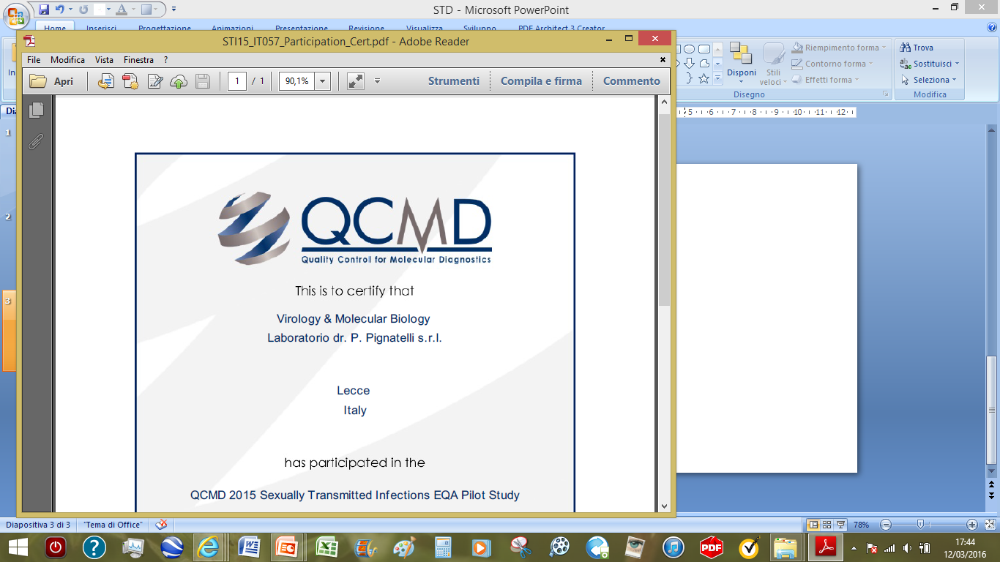 STD - Microsoft PowerPoint
Home Inserisci Progettazione Animazioni Presentazione Revisione Visualizza Sviluppo PDF Architect 3 Creator
STI15_IT057_Participation_Cert.pdf - Adobe Reader
File Modifica Vista Finestra ?
Apri 1 / 1 90,1% Strumenti Compila e firma Commento
Disponi
Stili veloci
Riempimento forma
Contorno forma
Effetti forma
Disegno
Trova
Sostituisci
Seleziona
Modifica
5 6 7 8 9 10 11 12
1
2
3
QCMD
Quality Control for Molecular Diagnostics
This is to certify that
Virology & Molecular Biology
Laboratorio dr. P. Pignatelli s.r.l.
Lecce
Italy
has participated in the
QCMD 2015 Sexually Transmitted Infections EQA Pilot Study
Diapositiva 3 di 3 "Tema di Office" 78%
PDF
17:44
12/03/2016